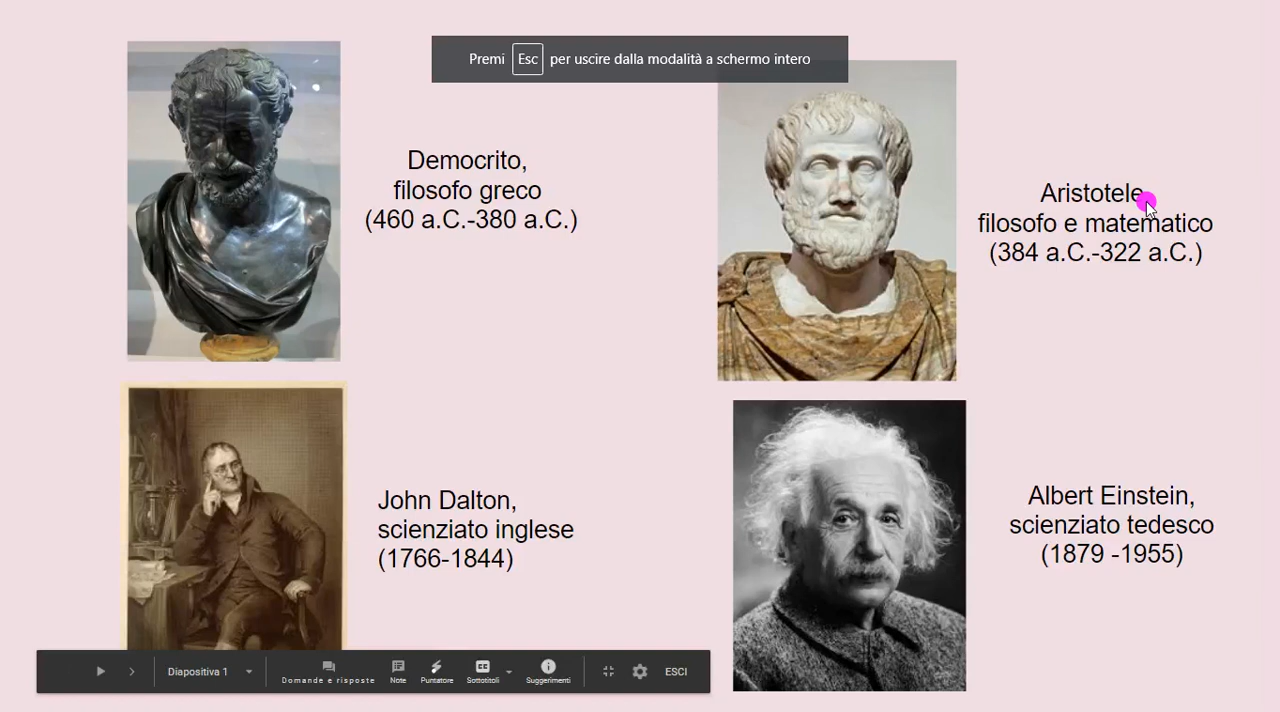 Premi Esc per uscire dalla modalità a schermo intero
Democrito,
filosofo greco
(460 a.C.-380 a.C.)
Aristotele,
filosofo e matematico
(384 a.C.-322 a.C.)
John Dalton,
scienziato inglese
(1766-1844)
Albert Einstein,
scienziato tedesco
(1879 -1955)
Diapositiva 1
Domande e risposte
Note
Puntatore
CC
Sottotitoli
Suggerimenti
ESCI